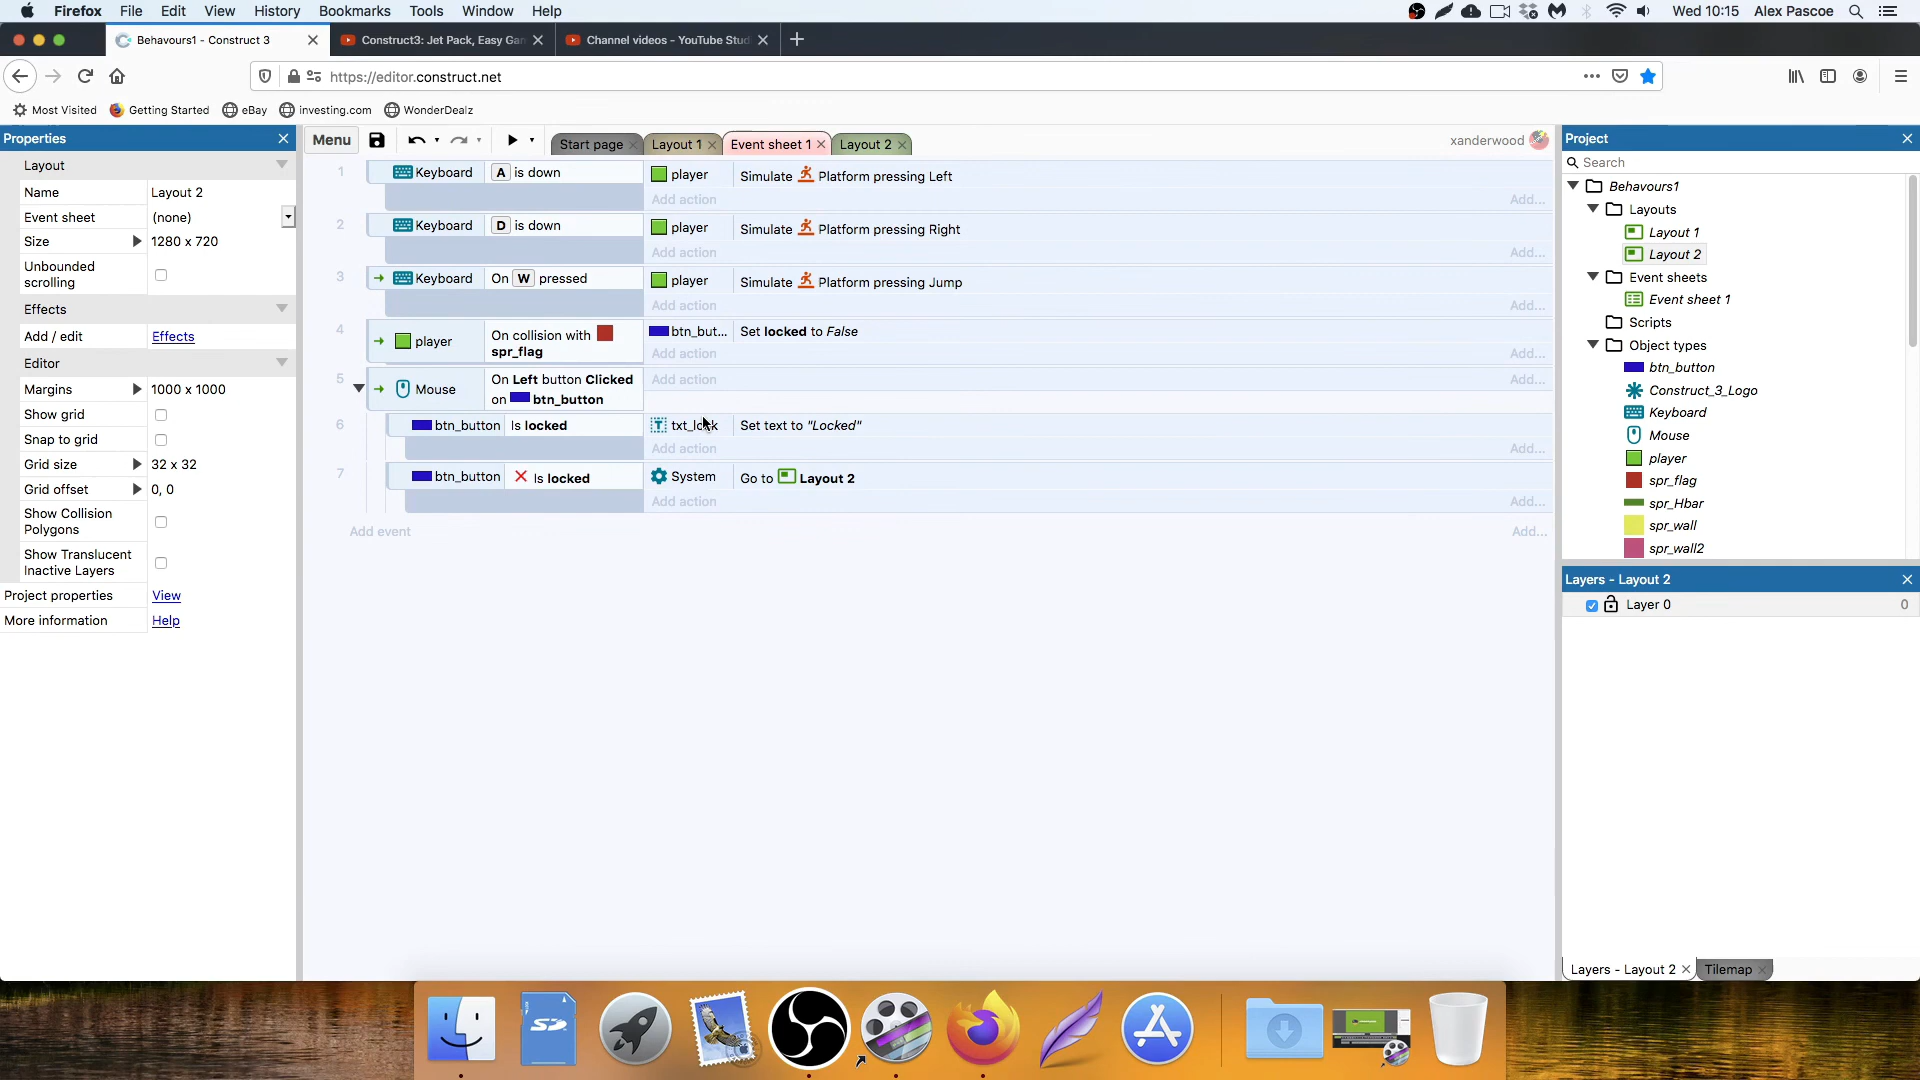 Firefox File Edit View History Bookmarks Tools Window Help Wed 10:15 Alex Pascoe
Behavours1 - Construct 3
Construct3: Jet Pack, Easy Gam
Channel videos - YouTube Studi
https://editor.construct.net
Most Visited Getting Started eBay investing.com WonderDealz
Properties
Layout
Name Layout 2
Event sheet (none)
Size 1280 x 720
Unbounded scrolling
Effects
Add / edit Effects
Editor
Margins 1000 x 1000
Show grid
Snap to grid
Grid size 32 x 32
Grid offset 0, 0
Show Collision Polygons
Show Translucent Inactive Layers
Project properties View
More information Help
Menu
Start page Layout 1 Event sheet 1 Layout 2
xanderwood
1 Keyboard A is down player Simulate Platform pressing Left
Add action Add...
2 Keyboard D is down player Simulate Platform pressing Right
Add action Add...
3 Keyboard On W pressed player Simulate Platform pressing Jump
Add action Add...
4 player On collision with spr_flag btn_but... Set locked to False
Add action Add...
5 Mouse On Left button Clicked on btn_button Add action Add...
6 btn_button Is locked txt_lock Set text to "Locked"
Add action Add...
7 btn_button Is locked System Go to Layout 2
Add action Add...
Add event Add...
Project
Search
Behavours1
Layouts
Layout 1
Layout 2
Event sheets
Event sheet 1
Scripts
Object types
btn_button
Construct_3_Logo
Keyboard
Mouse
player
spr_flag
spr_Hbar
spr_wall
spr_wall2
Layers - Layout 2
Layer 0 0
Layers - Layout 2 Tilemap
SD